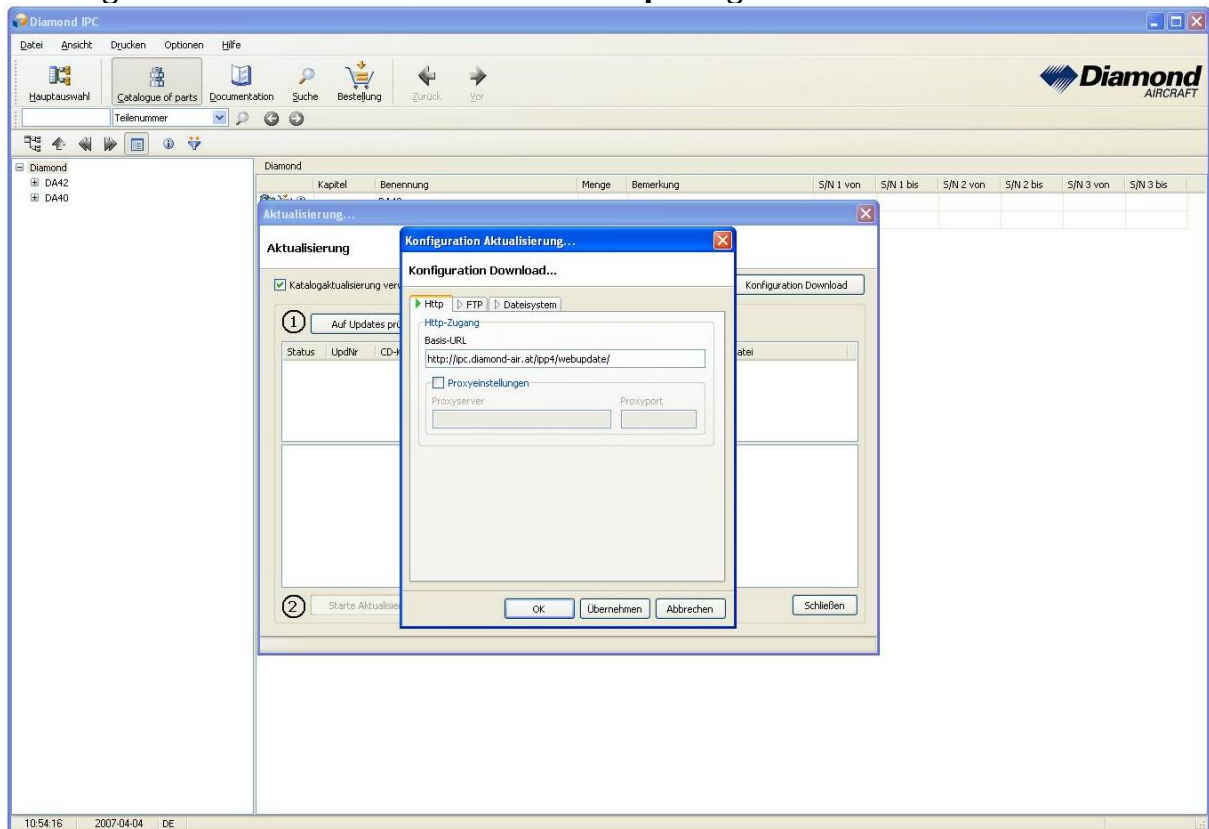 Diamond IPC
Datei Ansicht Drucken Optionen Hilfe
Hauptauswahl Catalogue of parts Documentation Suche Bestellung Zurück Vor
Diamond
AIRCRAFT
Teilenummer
Diamond
DA42
DA40
Diamond
Kapitel Benennung Menge Bemerkung S/N 1 von S/N 1 bis S/N 2 von S/N 2 bis S/N 3 von S/N 3 bis
Aktualisierung...
Aktualisierung
Katalogaktualisierung
Konfiguration Download
1 Auf Updates
Status UpdNr
2 Starte
Schließen
Konfiguration Aktualisierung...
Konfiguration Download...
Http FTP Dateisystem
Http-Zugang
Basis-URL
http://ipc.diamond-air.at/ipp4/webupdate/
Proxyeinstellungen
Proxyserver Proxyport
OK Übernehmen Abbrechen
10:54:16 2007-04-04 DE